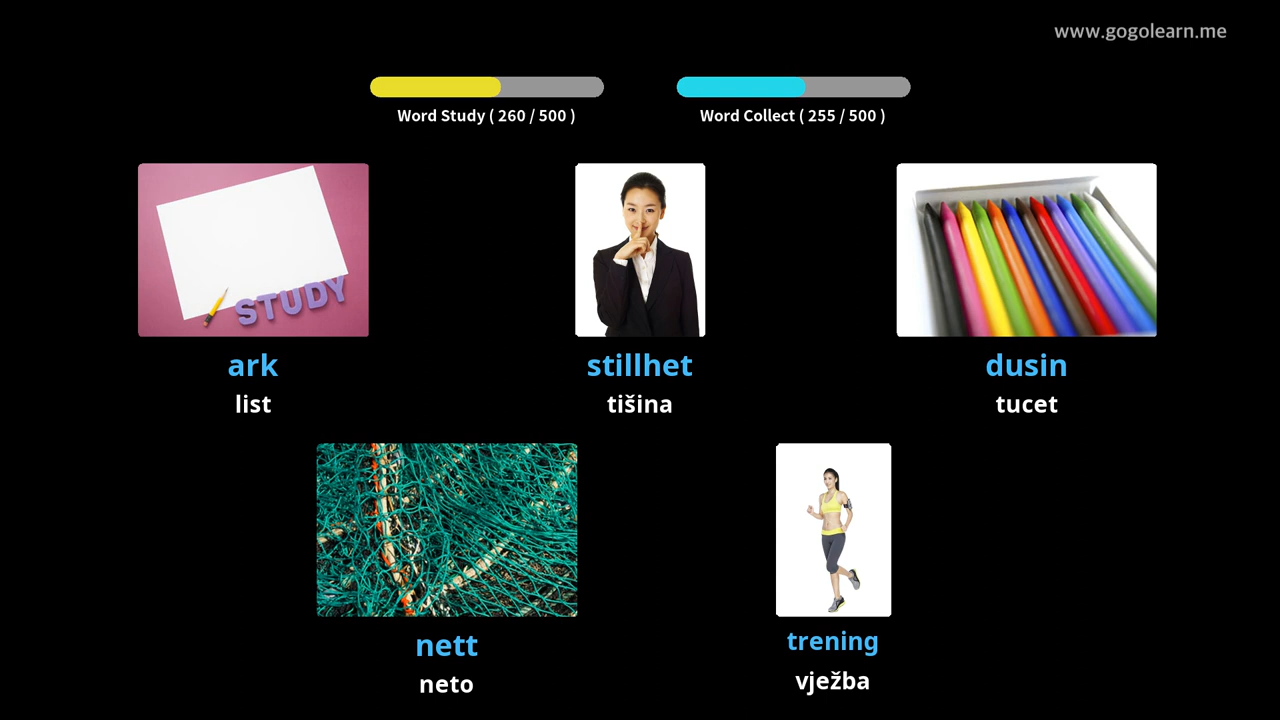 www.gogolearn.me
Word Study ( 260 / 500 )
Word Collect ( 255 / 500 )
STUDY
ark
list
stillhet
tišina
dusin
tucet
nett
neto
trening
vježba